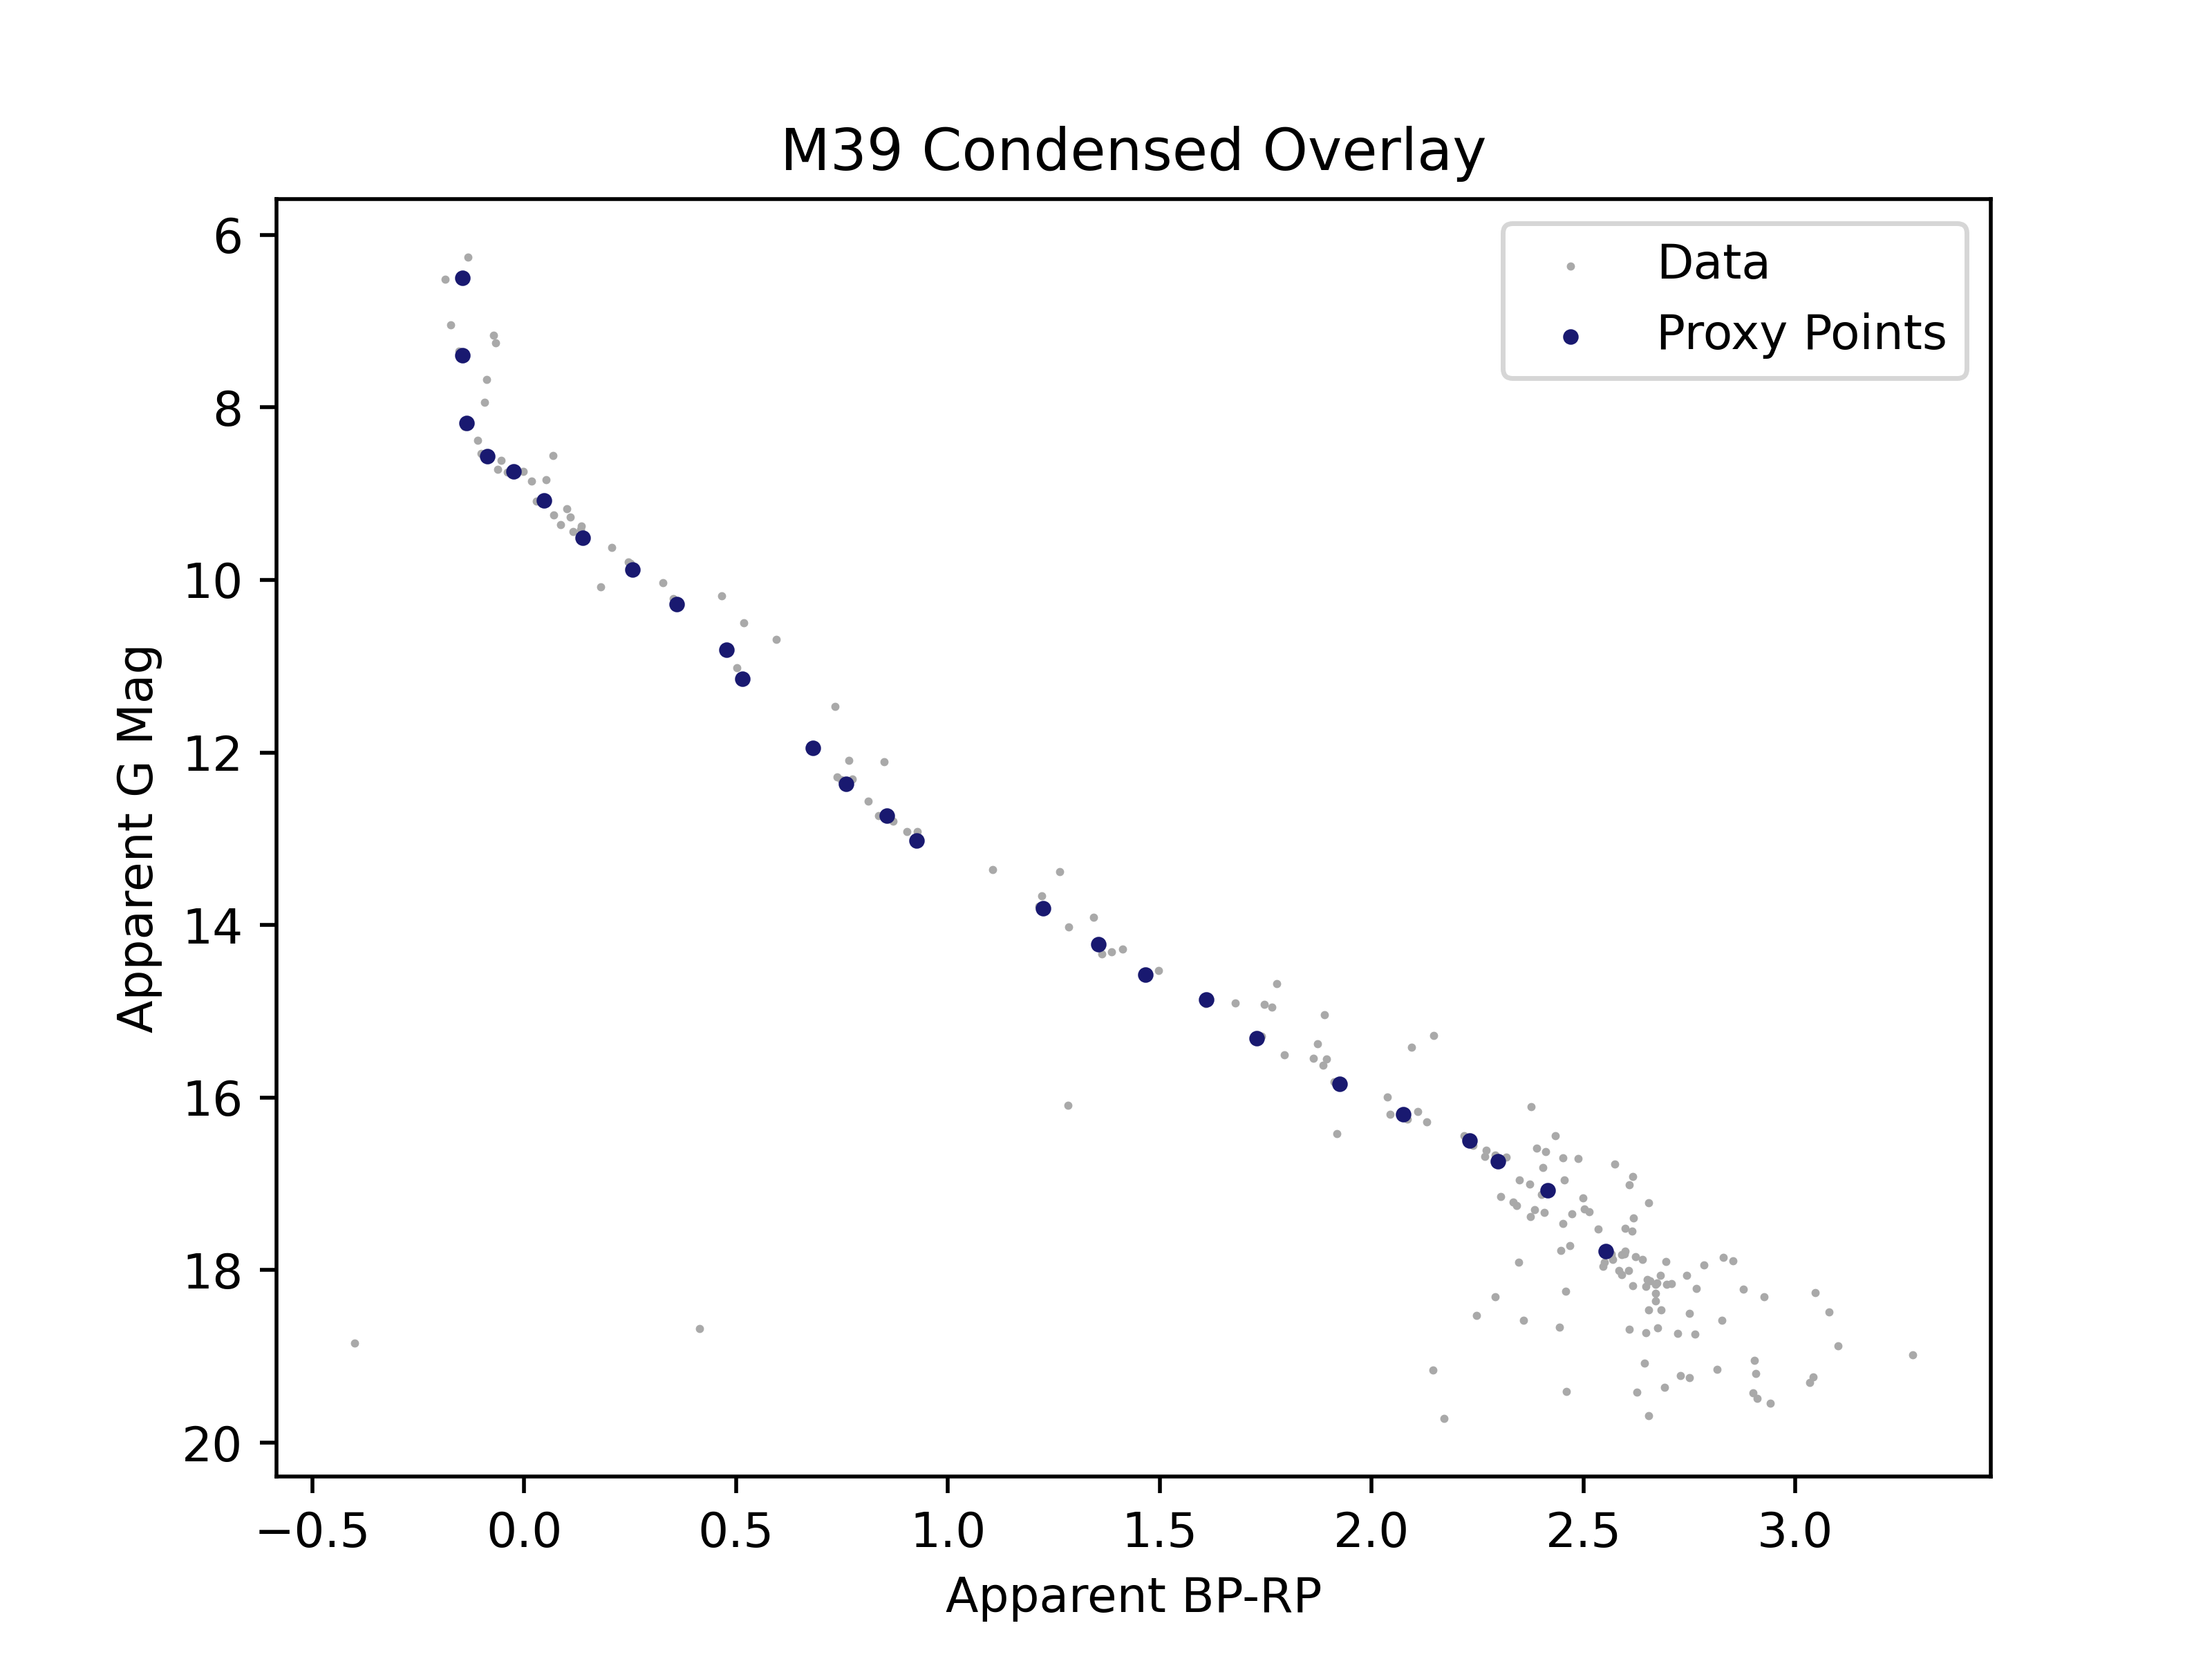 M39 Condensed Overlay
Data
Proxy Points
Apparent G Mag
6
8
10
12
14
16
18
20
−0.5 0.0 0.5 1.0 1.5 2.0 2.5 3.0
Apparent BP-RP